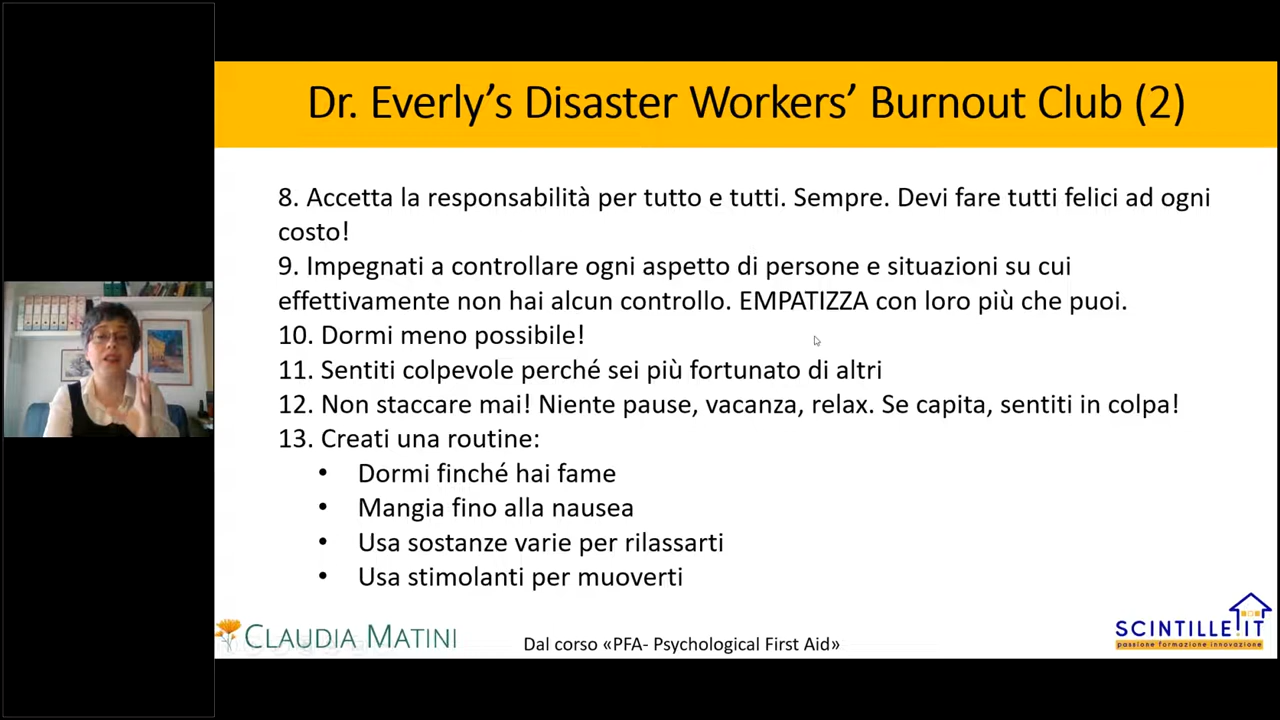 Dr. Everly’s Disaster Workers’ Burnout Club (2)
8. Accetta la responsabilità per tutto e tutti. Sempre. Devi fare tutti felici ad ogni
costo!
9. Impegnati a controllare ogni aspetto di persone e situazioni su cui
effettivamente non hai alcun controllo. EMPATIZZA con loro più che puoi.
10. Dormi meno possibile!
11. Sentiti colpevole perché sei più fortunato di altri
12. Non staccare mai! Niente pause, vacanza, relax. Se capita, sentiti in colpa!
13. Creati una routine:
• Dormi finché hai fame
• Mangia fino alla nausea
• Usa sostanze varie per rilassarti
• Usa stimolanti per muoverti
CLAUDIA MATINI
Dal corso «PFA- Psychological First Aid»
SCINTILLE.IT
passione formazione innovazione